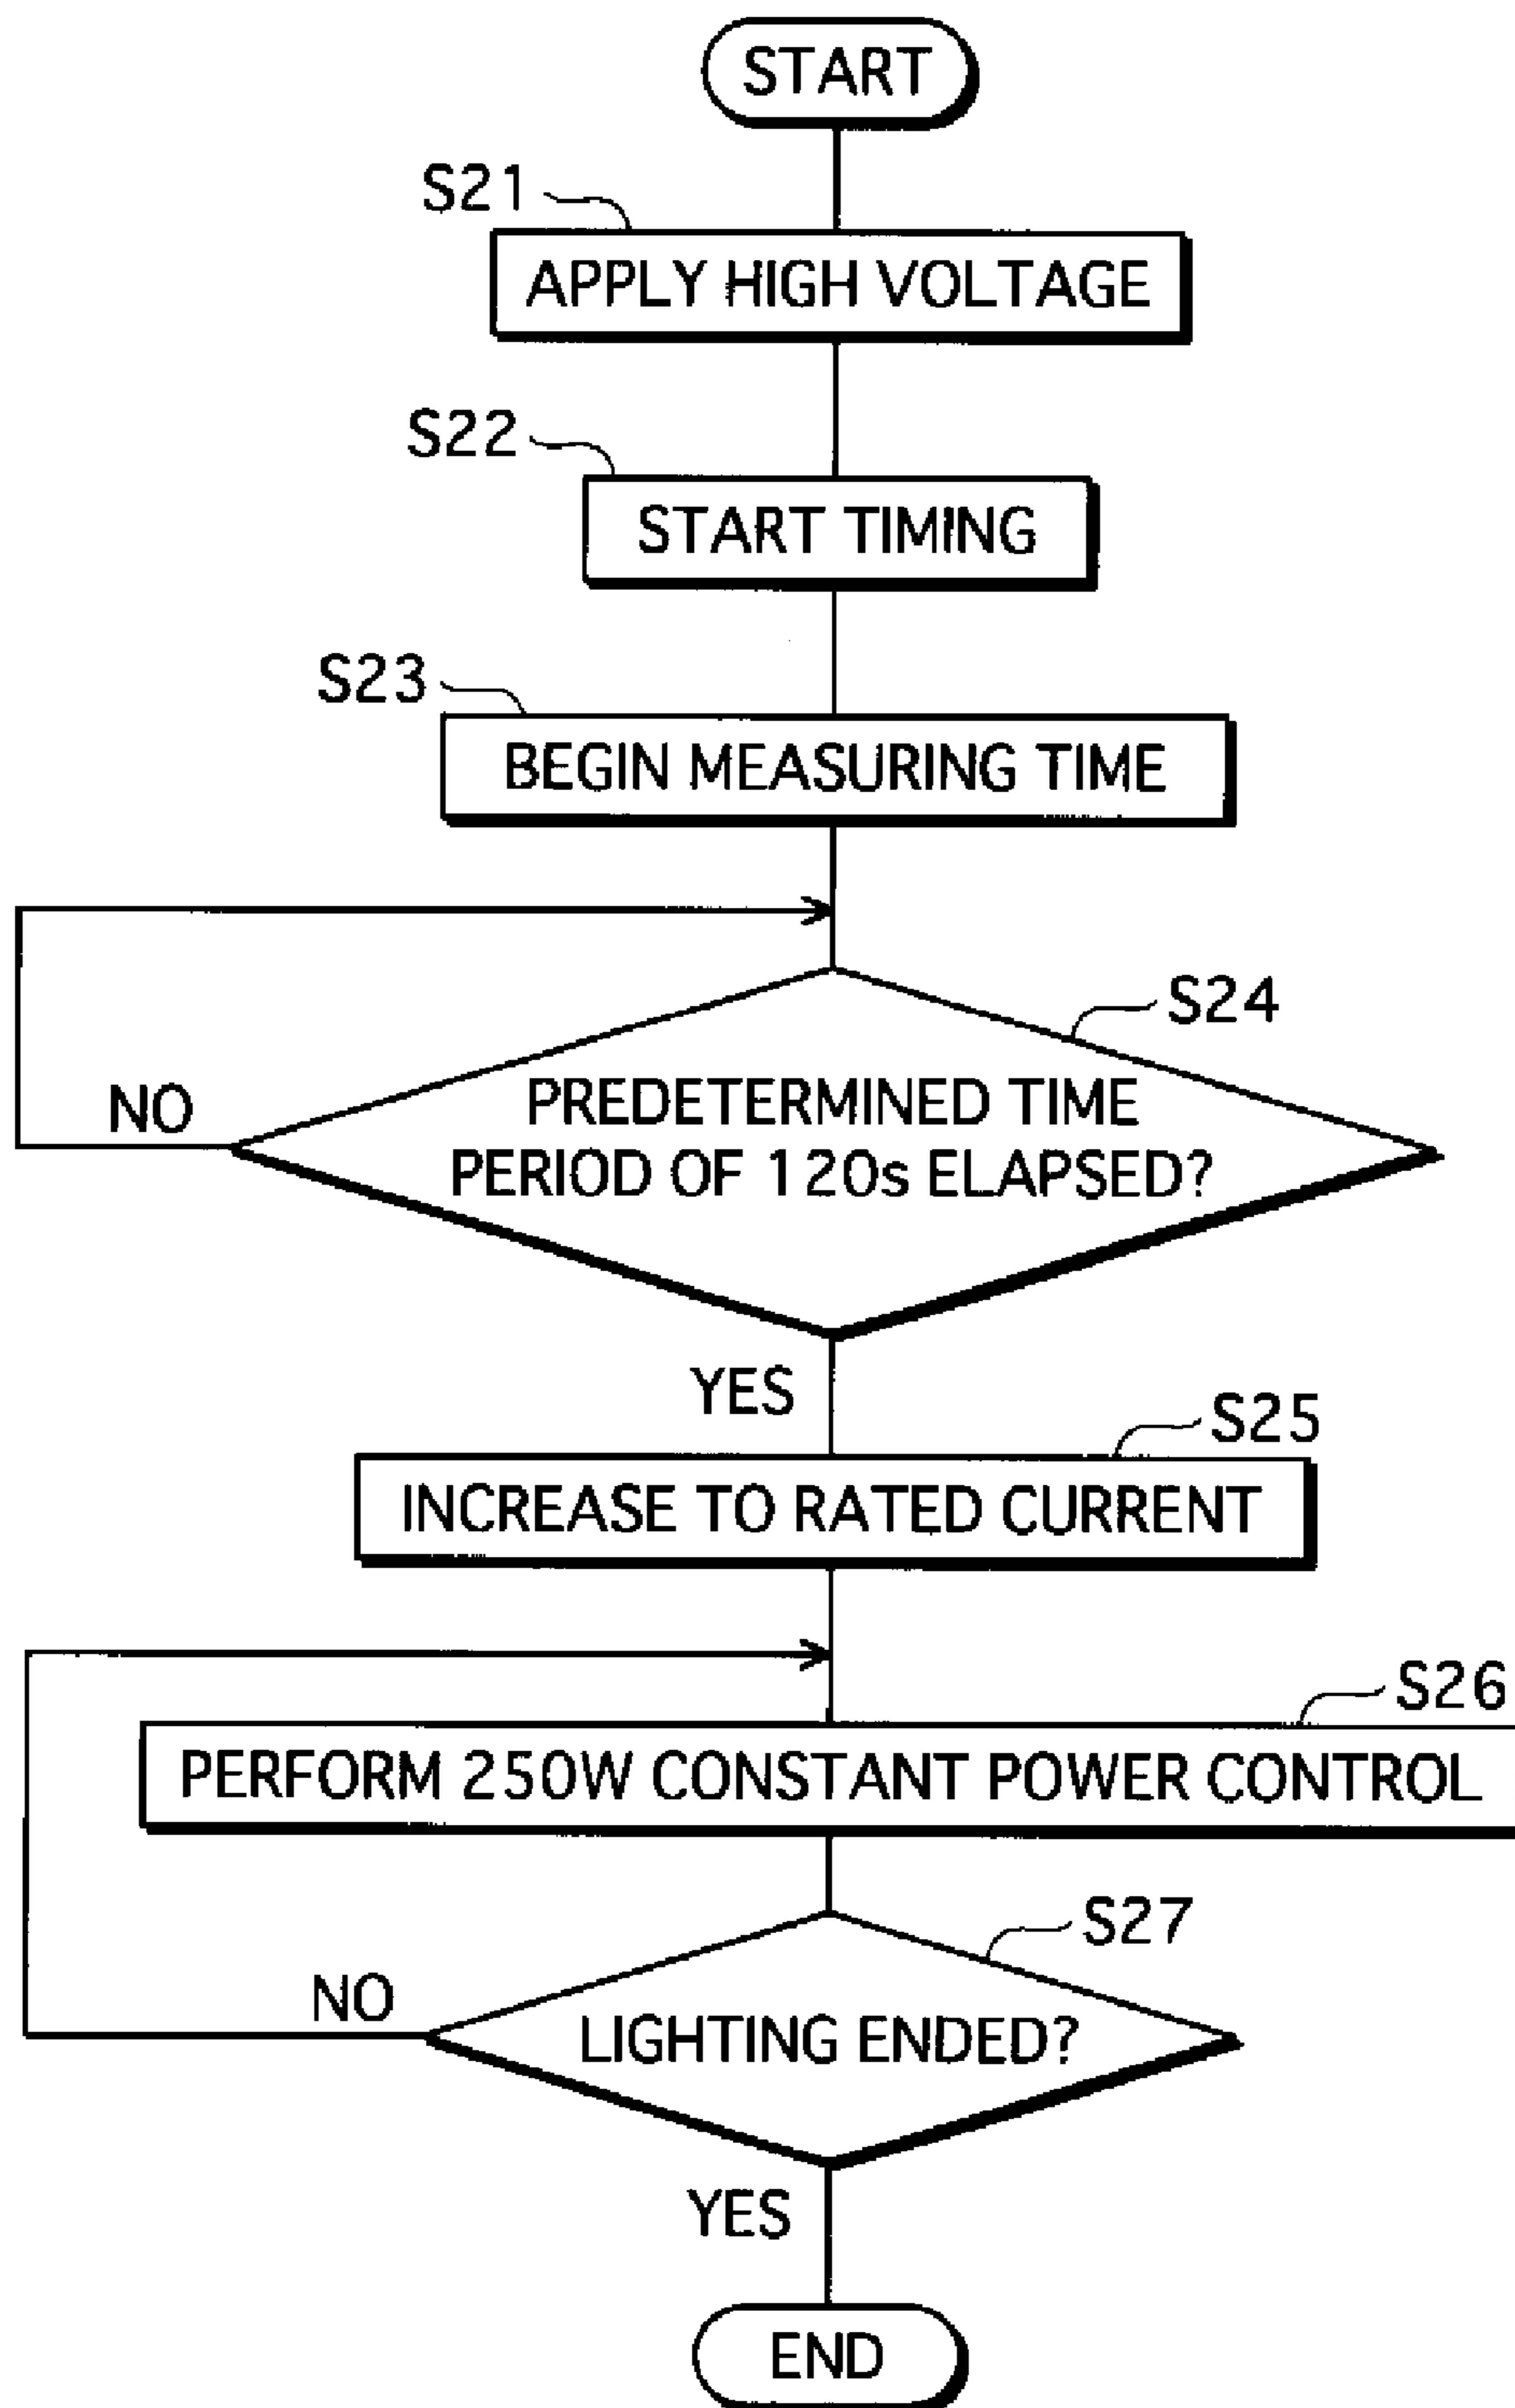 START
S21
APPLY HIGH VOLTAGE
S22
START TIMING
S23
BEGIN MEASURING TIME
S24
PREDETERMINED TIME
PERIOD OF 120s ELAPSED?
NO
YES
S25
INCREASE TO RATED CURRENT
S26
PERFORM 250W CONSTANT POWER CONTROL
S27
LIGHTING ENDED?
NO
YES
END